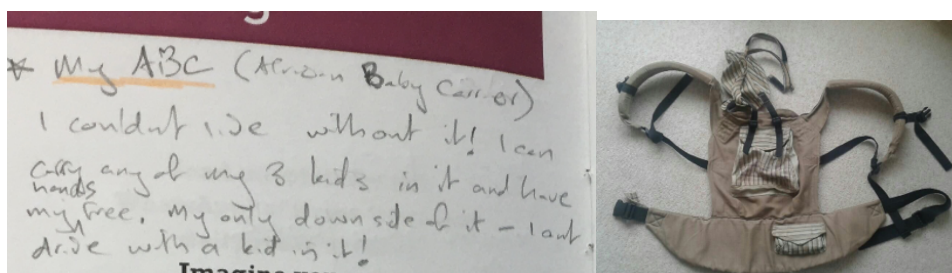 * My ABC (African Baby Carrier)
I couldn't live without it! I can
carry any of my 3 kids in it and have
my hands free. My only downside of it – I can't
drive with a kid in it!